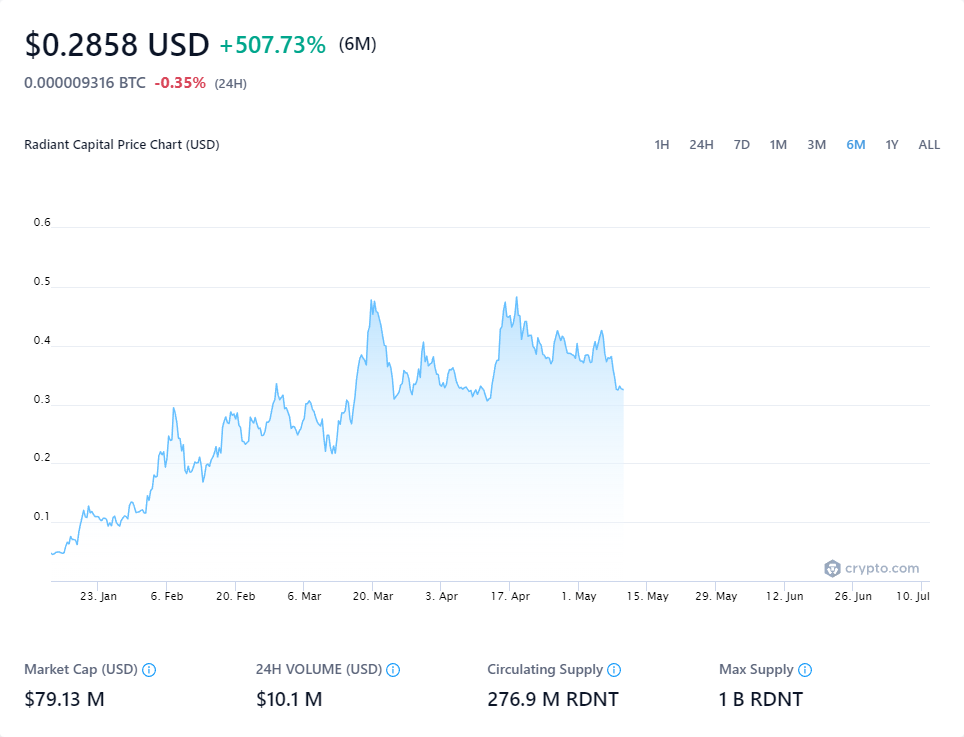 $0.2858 USD +507.73% (6M)
0.000009316 BTC -0.35% (24H)
Radiant Capital Price Chart (USD) 1H 24H 7D 1M 3M 6M 1Y ALL
0.6
0.5
0.4
0.3
0.2
0.1
crypto.com
23. Jan 6. Feb 20. Feb 6. Mar 20. Mar 3. Apr 17. Apr 1. May 15. May 29. May 12. Jun 26. Jun 10. Jul
Market Cap (USD) 24H VOLUME (USD) Circulating Supply Max Supply
$79.13 M $10.1 M 276.9 M RDNT 1 B RDNT